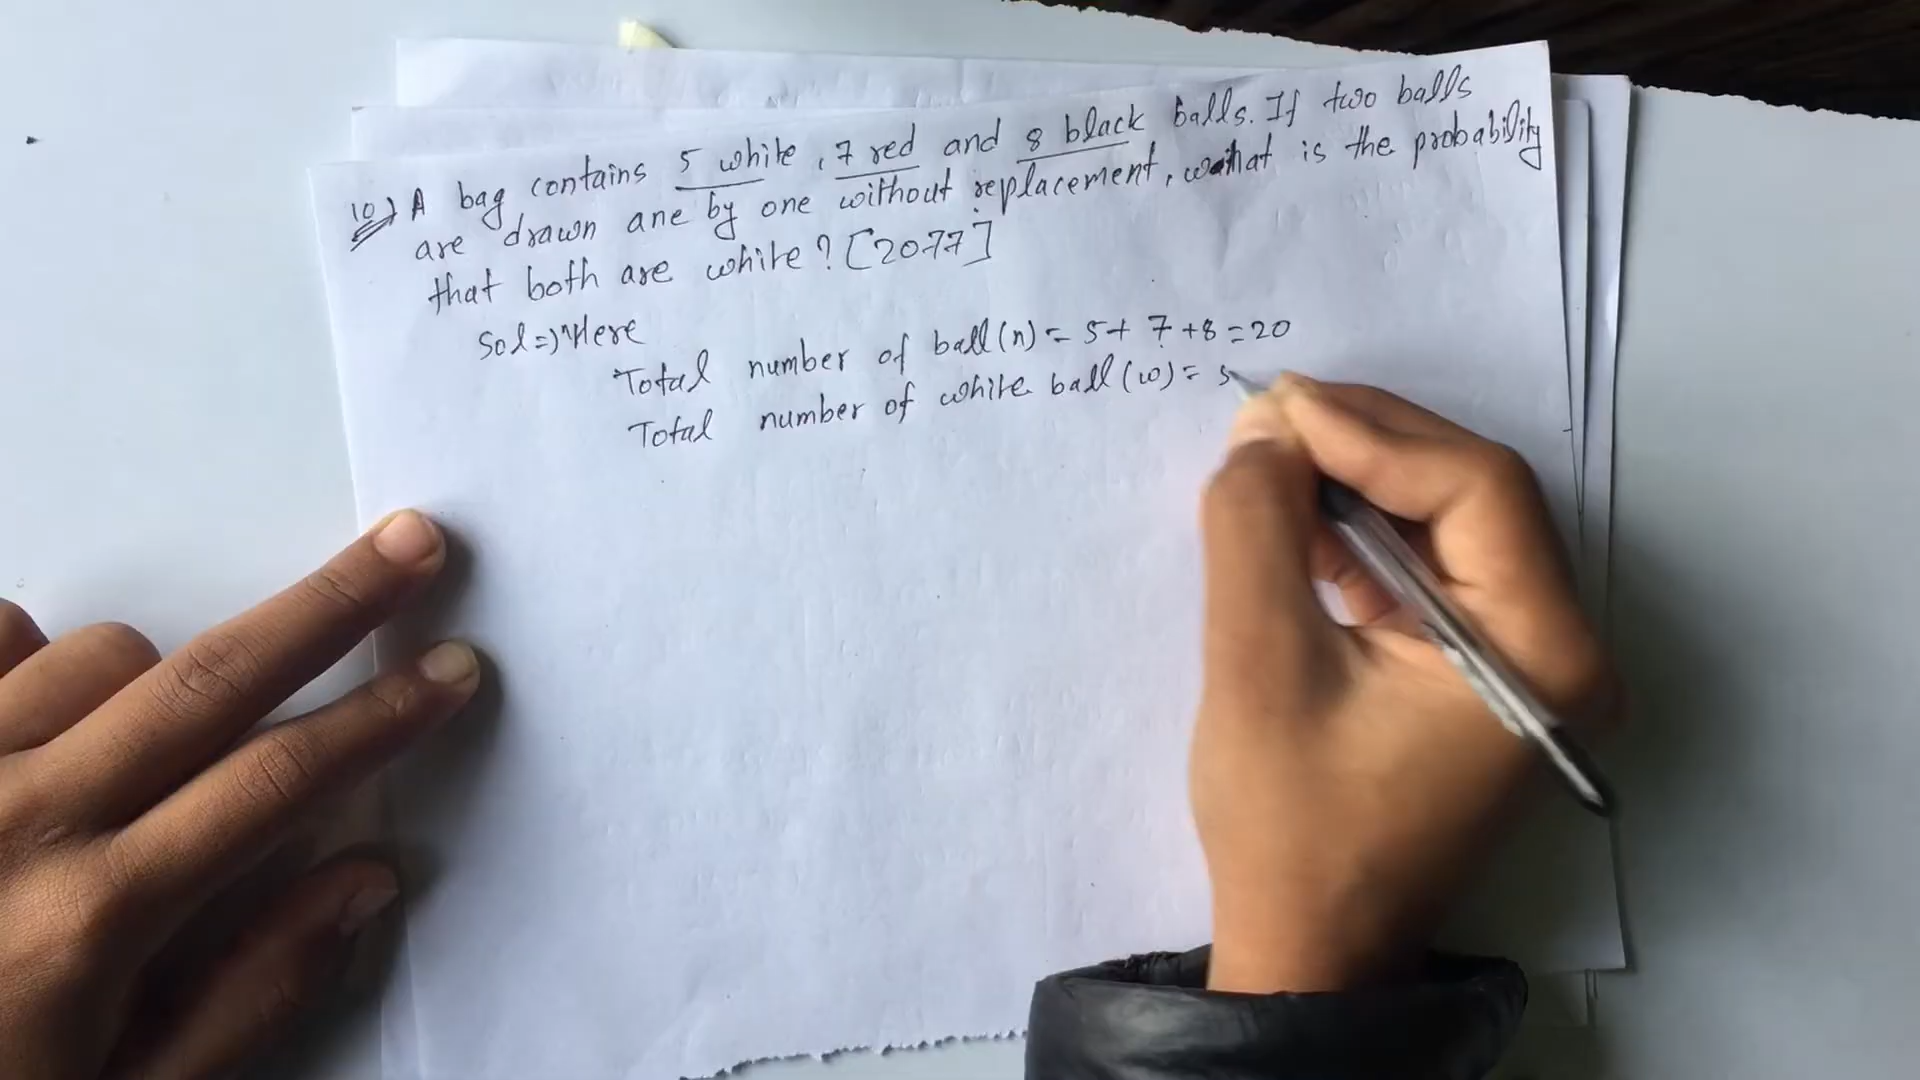 10) A bag contains 5 white, 7 red and 8 black balls. If two balls
are drawn one by one without replacement, what is the probability
that both are white? [2077]
Sol=> Here
Total number of ball(n) = 5+ 7 +8 = 20
Total number of white ball (w) = 5